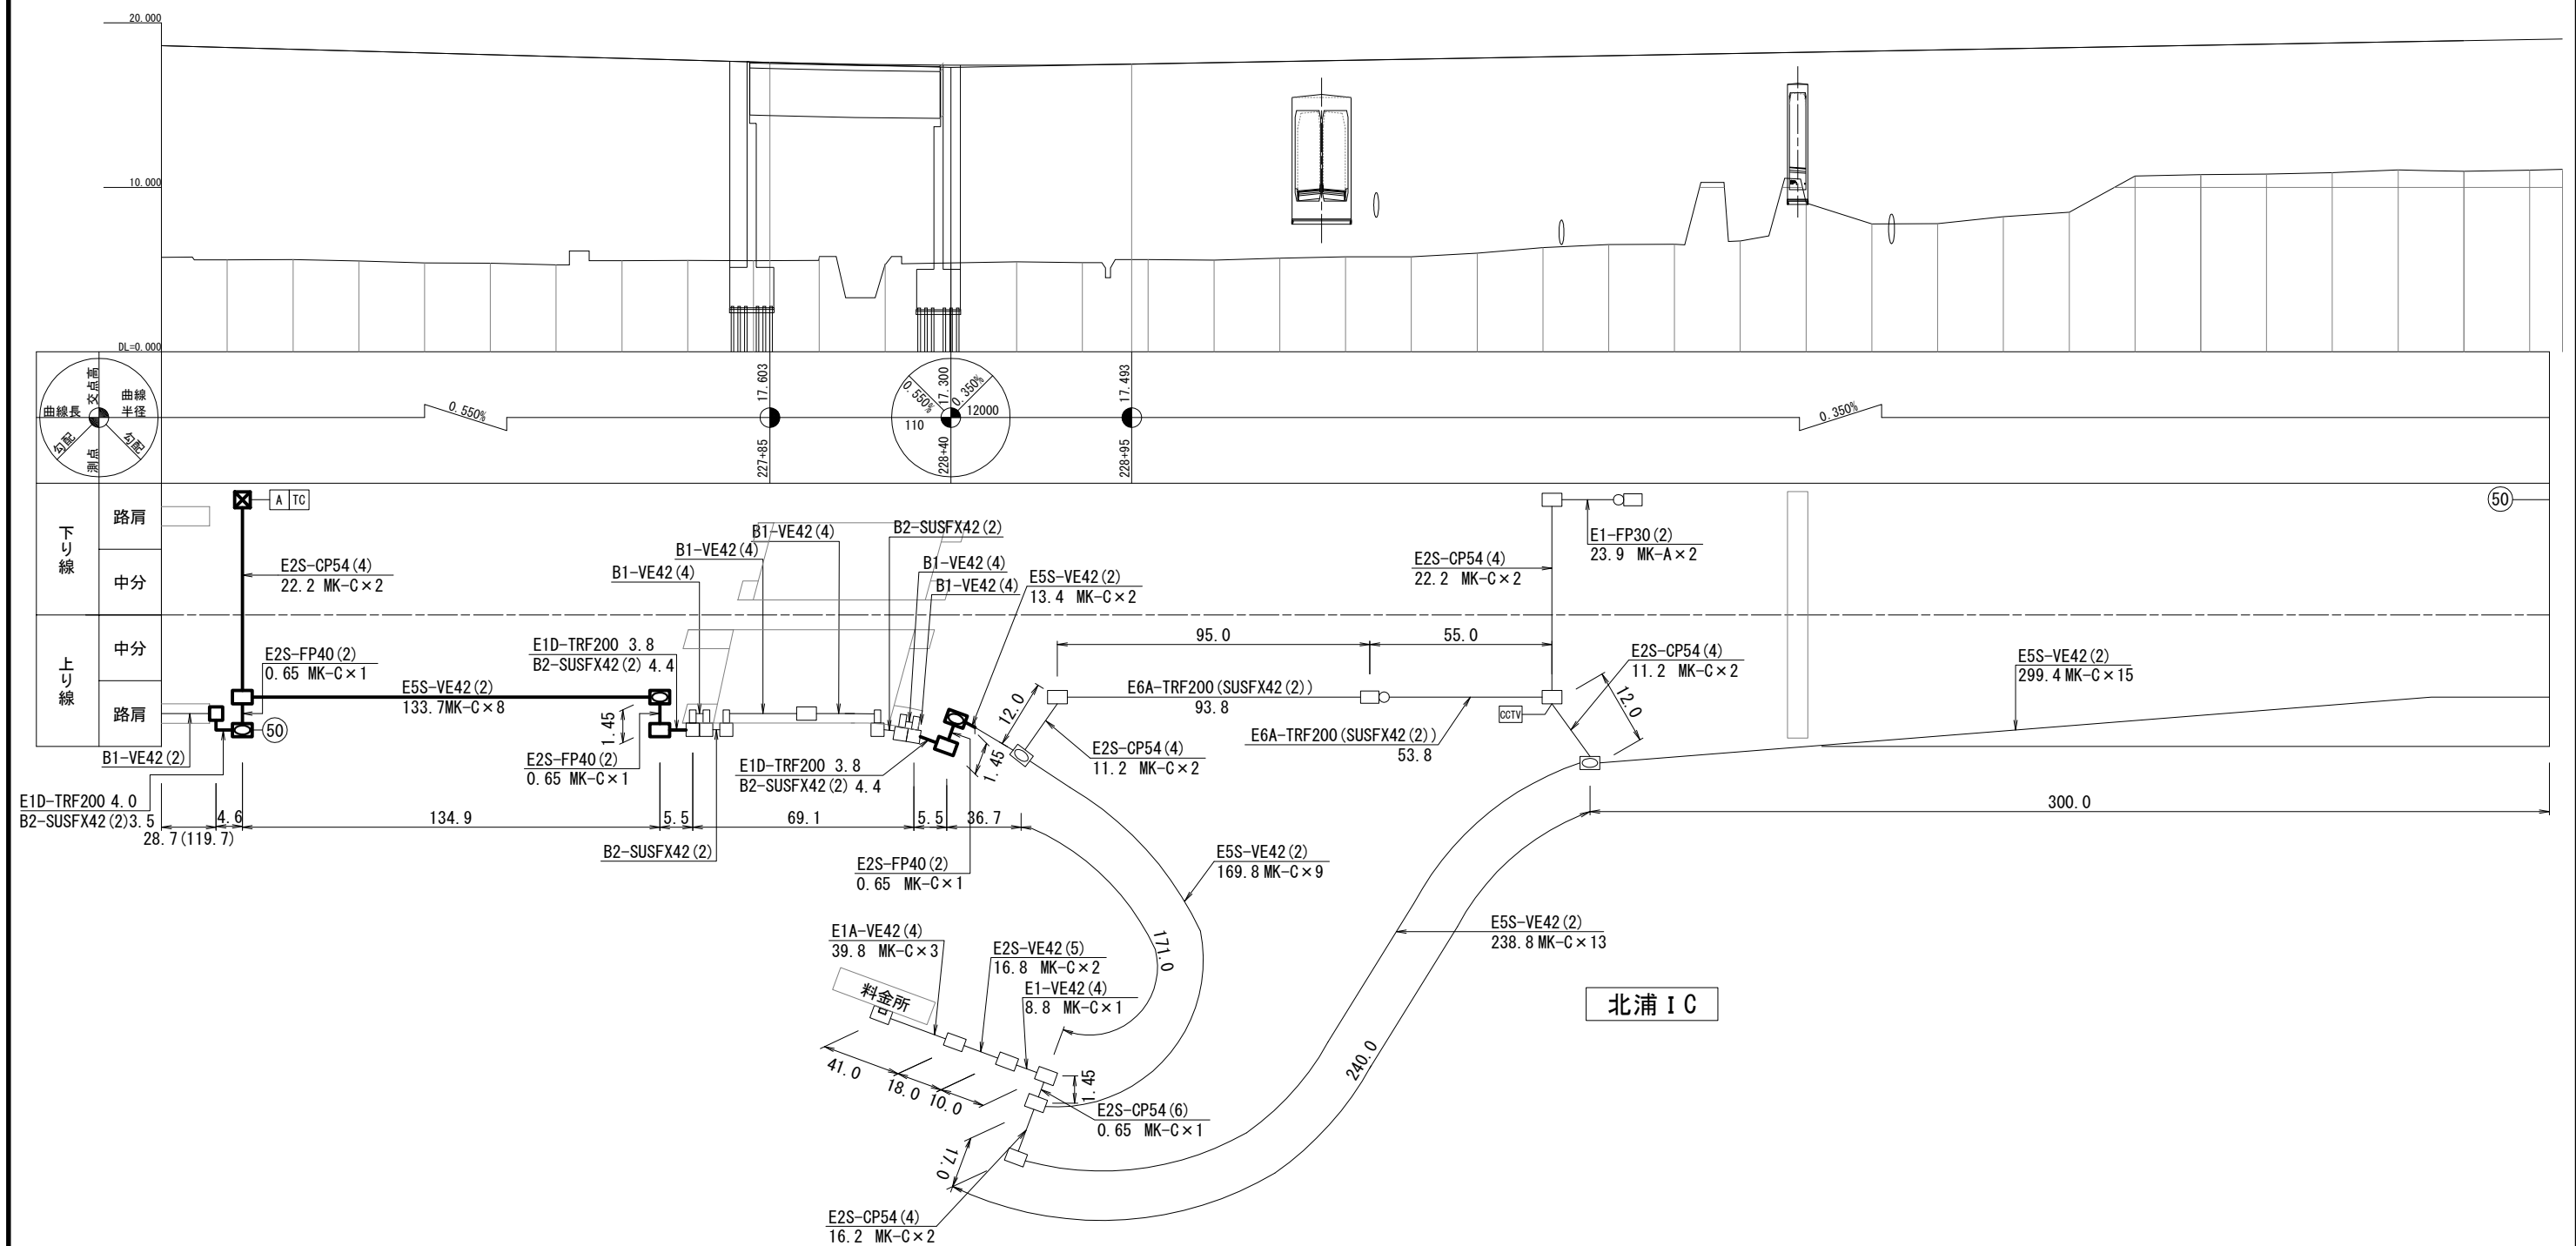 20.000
10.000
DL=0.000
交点高
曲線長
曲線
半径
勾配
測点
勾配
0.550%
17.603
227+85
0.550%
17.300
0.350%
110
12000
228+40
17.493
228+95
0.350%
下り線
路肩
中分
上り線
中分
路肩
A TC
50
E2S-CP54(4)
22.2 MK-C×2
E2S-FP40(2)
0.65 MK-C×1
E5S-VE42(2)
133.7MK-C×8
50
B1-VE42(2)
E1D-TRF200 4.0
B2-SUSFX42(2)3.5
28.7(119.7)
4.6
134.9
5.5
69.1
5.5
36.7
B1-VE42(4)
B1-VE42(4)
B1-VE42(4)
B2-SUSFX42(2)
B1-VE42(4)
B1-VE42(4)
E5S-VE42(2)
13.4 MK-C×2
E1D-TRF200 3.8
B2-SUSFX42(2) 4.4
1.45
E2S-FP40(2)
0.65 MK-C×1
B2-SUSFX42(2)
E1D-TRF200 3.8
B2-SUSFX42(2) 4.4
E2S-FP40(2)
0.65 MK-C×1
1.45
12.0
E2S-CP54(4)
11.2 MK-C×2
95.0
55.0
E6A-TRF200(SUSFX42(2))
93.8
E6A-TRF200(SUSFX42(2))
53.8
CCTV
E2S-CP54(4)
22.2 MK-C×2
E1-FP30(2)
23.9 MK-A×2
E2S-CP54(4)
11.2 MK-C×2
12.0
E5S-VE42(2)
299.4MK-C×15
300.0
E5S-VE42(2)
169.8MK-C×9
171.0
E5S-VE42(2)
238.8MK-C×13
240.0
北浦IC
E1A-VE42(4)
39.8 MK-C×3
E2S-VE42(5)
16.8 MK-C×2
E1-VE42(4)
8.8 MK-C×1
料金所
41.0
18.0
10.0
1.45
E2S-CP54(6)
0.65 MK-C×1
17.0
E2S-CP54(4)
16.2 MK-C×2